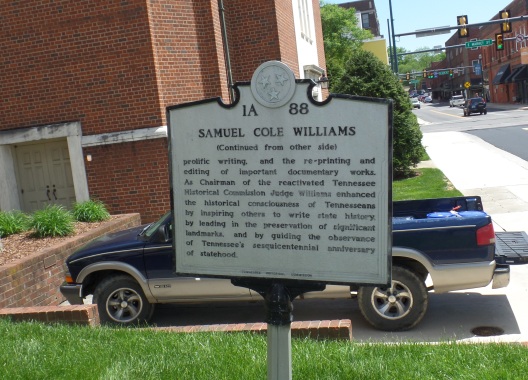 1A 88
SAMUEL COLE WILLIAMS
(Continued from other side)
prolific writing, and the re-printing and
editing of important documentary works.
As Chairman of the reactivated Tennessee
Historical Commission Judge Williams enhanced
the historical consciousness of Tennesseans
by inspiring others to write state history,
by leading in the preservation of significant
landmarks, and by guiding the observance
of Tennessee's sesquicentennial anniversary
of statehood.
TENNESSEE HISTORICAL COMMISSION